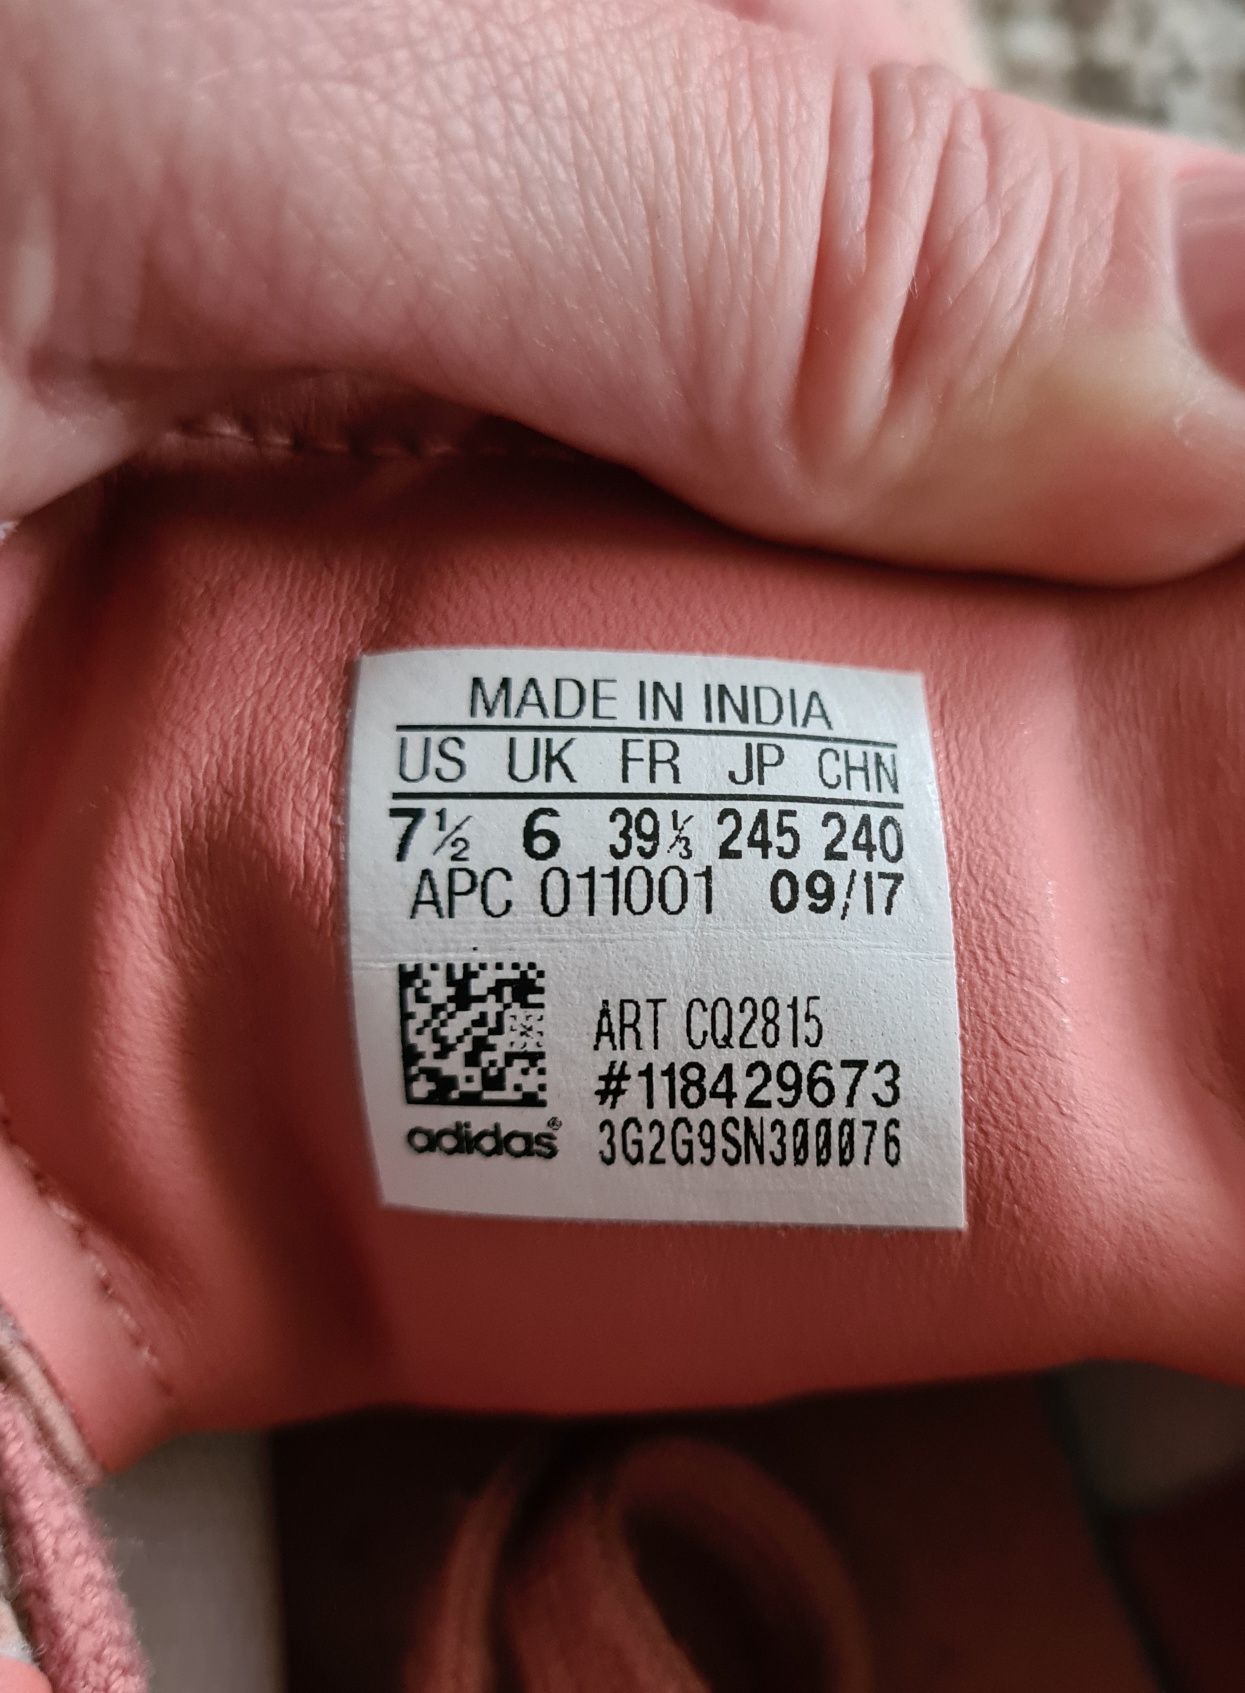 MADE IN INDIA
US UK FR JP CHN
7½ 6 39⅓ 245 240
APC 011001 09/17
ART CQ2815
#118429673
adidas® 3G2G9SN300076